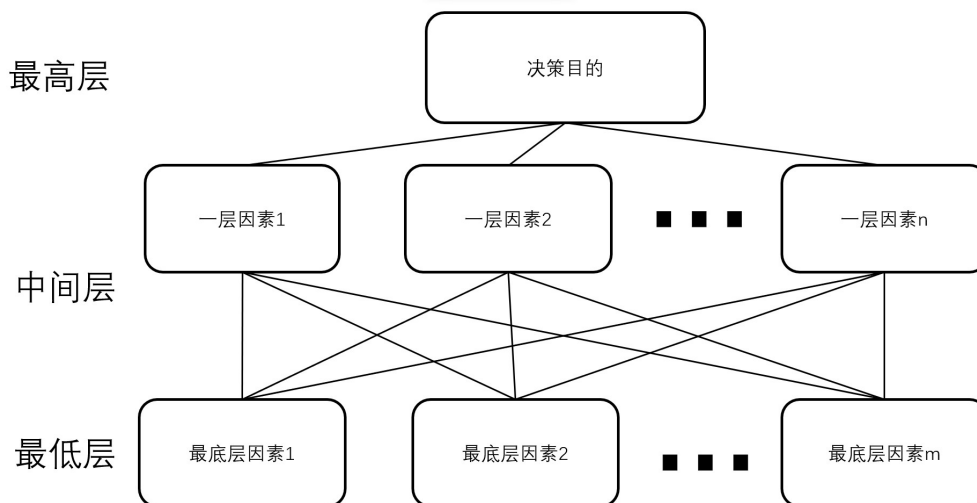 最高层
决策目的
一层因素1
一层因素2
一层因素n
中间层
最低层
最底层因素1
最底层因素2
最底层因素m